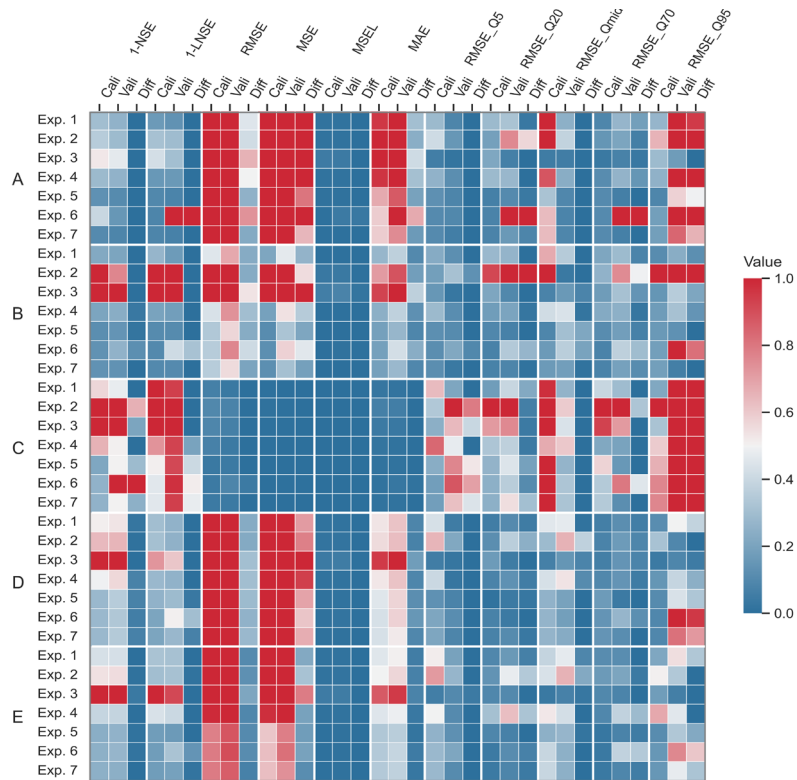 1-NSE 1-LNSE RMSE MSE MSEL MAE RMSE_Q5 RMSE_Q20 RMSE_Qmid RMSE_Q70 RMSE_Q95
Cali Vali Diff Cali Vali Diff Cali Vali Diff Cali Vali Diff Cali Vali Diff Cali Vali Diff Cali Vali Diff Cali Vali Diff Cali Vali Diff Cali Vali Diff Cali Vali Diff
A
Exp. 1
Exp. 2
Exp. 3
Exp. 4
Exp. 5
Exp. 6
Exp. 7
B
Exp. 1
Exp. 2
Exp. 3
Exp. 4
Exp. 5
Exp. 6
Exp. 7
C
Exp. 1
Exp. 2
Exp. 3
Exp. 4
Exp. 5
Exp. 6
Exp. 7
D
Exp. 1
Exp. 2
Exp. 3
Exp. 4
Exp. 5
Exp. 6
Exp. 7
E
Exp. 1
Exp. 2
Exp. 3
Exp. 4
Exp. 5
Exp. 6
Exp. 7
Value
1.0
0.8
0.6
0.4
0.2
0.0